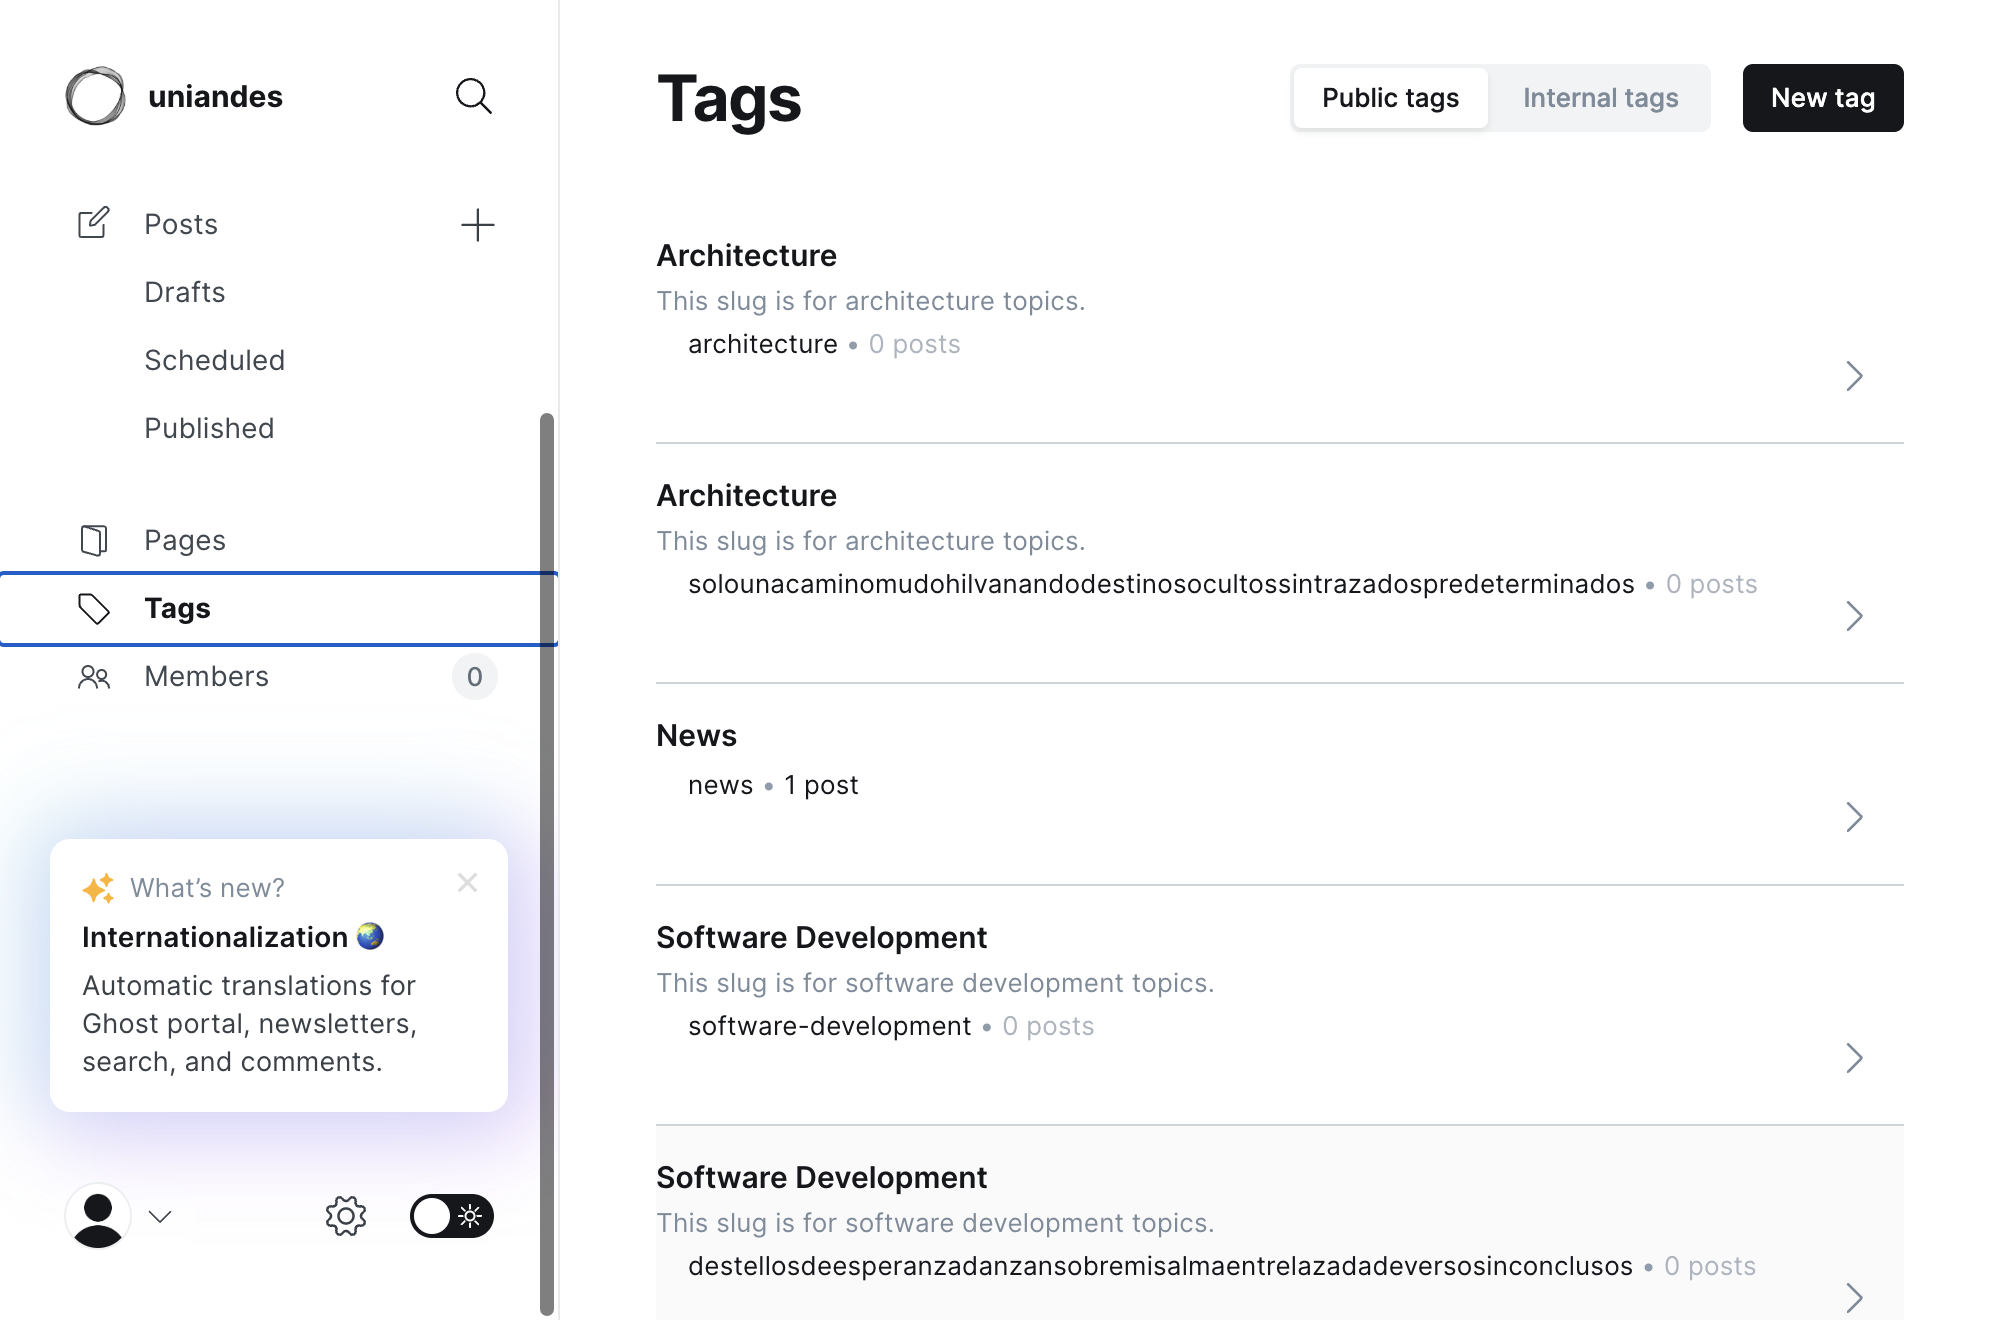 uniandes
Posts
Drafts
Scheduled
Published
Pages
Tags
Members
0
What’s new?
Internationalization 🌏
Automatic translations for
Ghost portal, newsletters,
search, and comments.
Tags
Public tags
Internal tags
New tag
Architecture
This slug is for architecture topics.
architecture • 0 posts
Architecture
This slug is for architecture topics.
solounacaminomudohilvanandodestinosocultossintrazadospredeterminados • 0 posts
News
news • 1 post
Software Development
This slug is for software development topics.
software-development • 0 posts
Software Development
This slug is for software development topics.
destellosdeesperanzadanzansobremisalmaentrelazadadeversosinconclusos • 0 posts